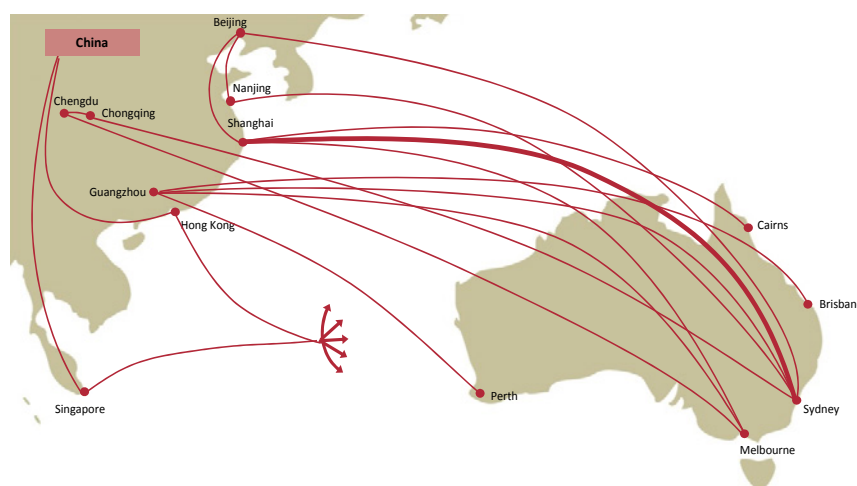 Beijing
China
Nanjing
Chengdu
Chongqing
Shanghai
Guangzhou
Hong Kong
Cairns
Brisban
Perth
Singapore
Sydney
Melbourne